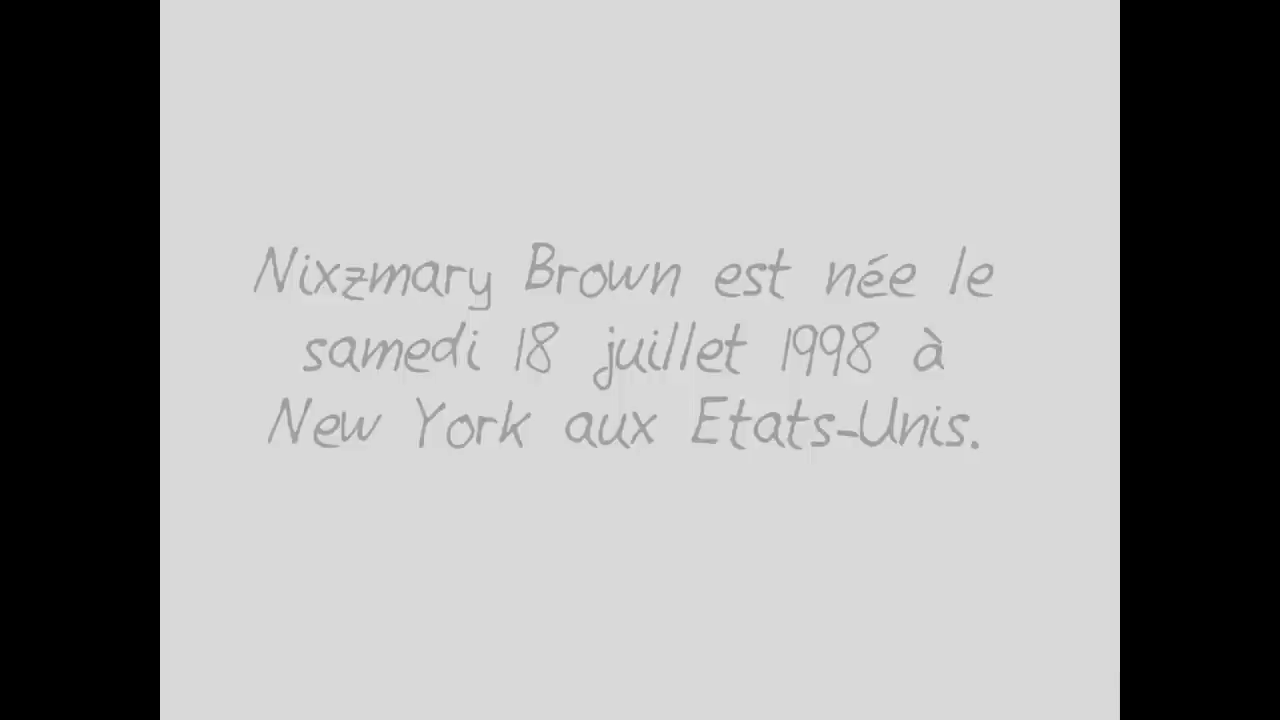 Nixzmary Brown est née le
samedi 18 juillet 1998 à
New York aux Etats-Unis.